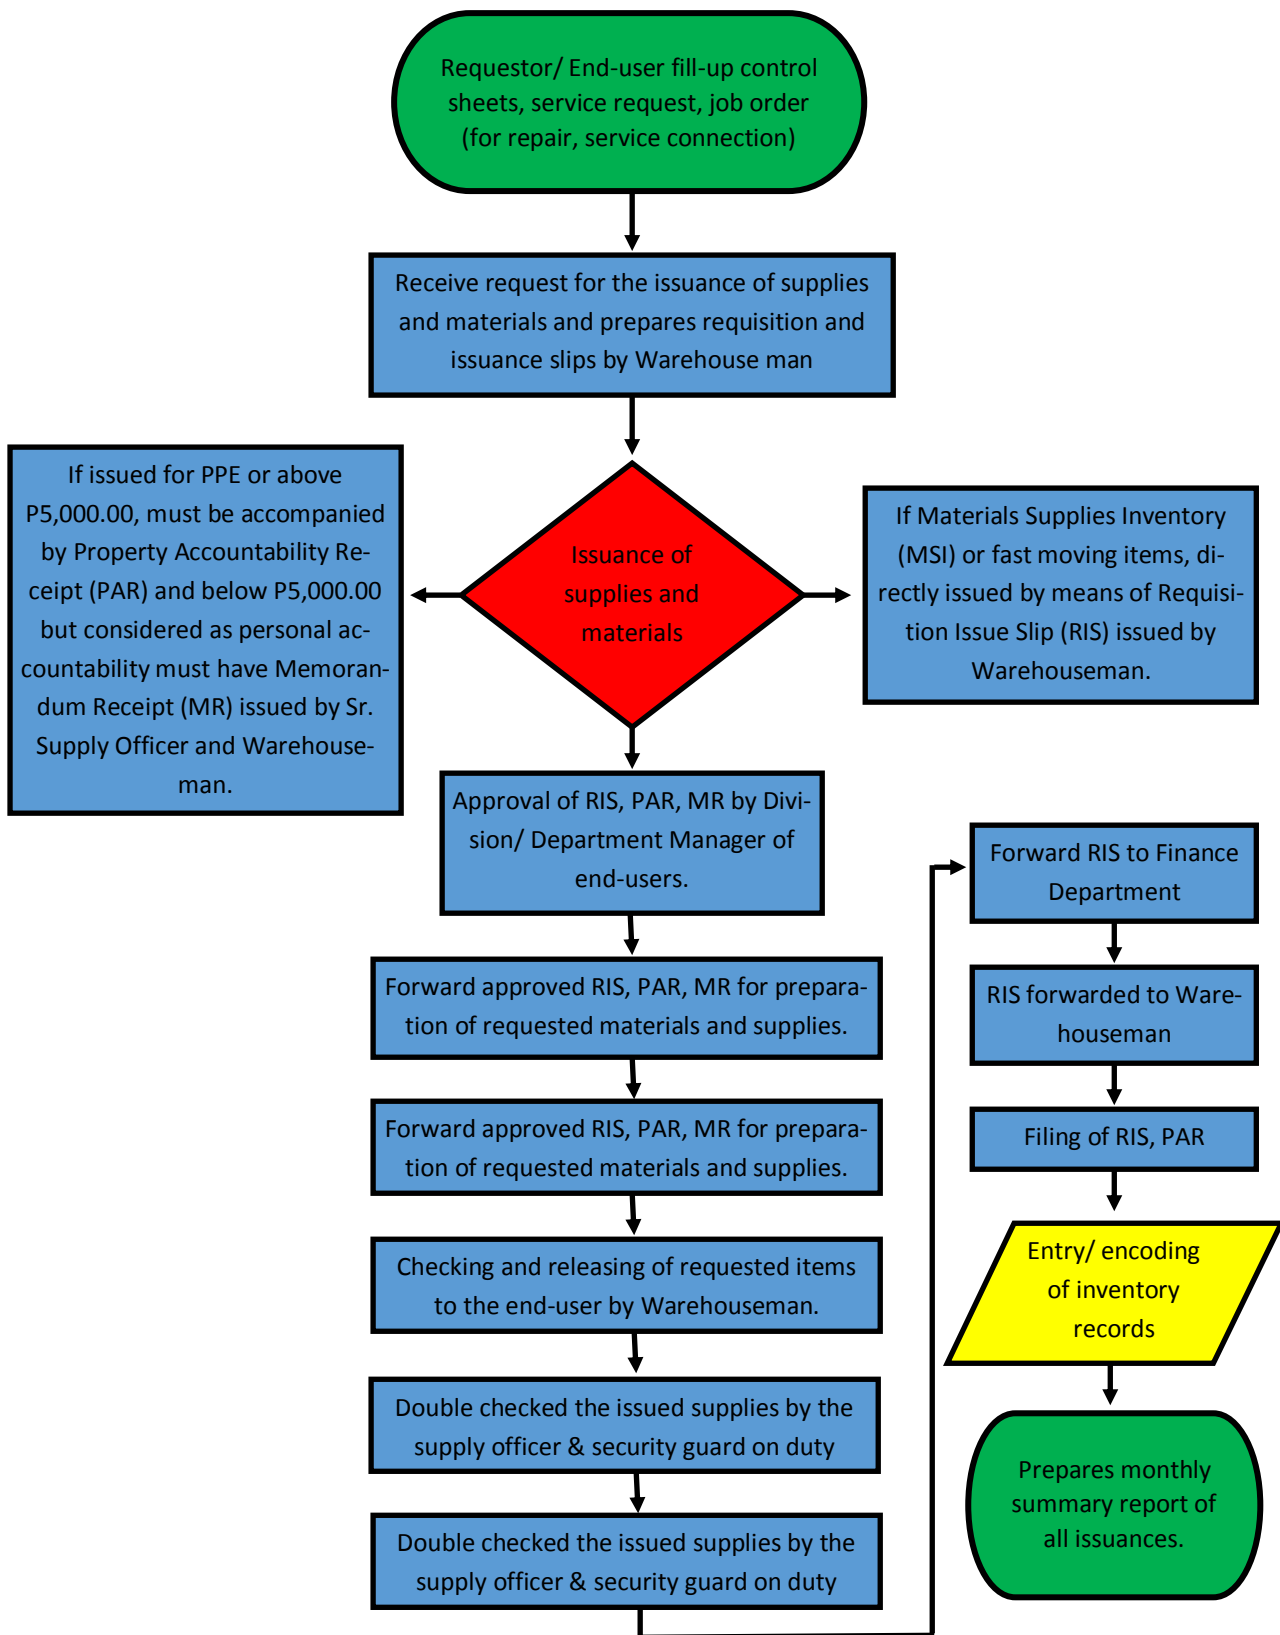 Requestor/ End-user fill-up control
sheets, service request, job order
(for repair, service connection)
Receive request for the issuance of supplies
and materials and prepares requisition and
issuance slips by Warehouse man
If issued for PPE or above
P5,000.00, must be accompanied
by Property Accountability Re-
ceipt (PAR) and below P5,000.00
but considered as personal ac-
countability must have Memoran-
dum Receipt (MR) issued by Sr.
Supply Officer and Warehouse-
man.
Issuance of
supplies and
materials
If Materials Supplies Inventory
(MSI) or fast moving items, di-
rectly issued by means of Requisi-
tion Issue Slip (RIS) issued by
Warehouseman.
Approval of RIS, PAR, MR by Divi-
sion/ Department Manager of
end-users.
Forward approved RIS, PAR, MR for prepara-
tion of requested materials and supplies.
Forward approved RIS, PAR, MR for prepara-
tion of requested materials and supplies.
Checking and releasing of requested items
to the end-user by Warehouseman.
Double checked the issued supplies by the
supply officer & security guard on duty
Double checked the issued supplies by the
supply officer & security guard on duty
Forward RIS to Finance
Department
RIS forwarded to Ware-
houseman
Filing of RIS, PAR
Entry/ encoding
of inventory
records
Prepares monthly
summary report of
all issuances.